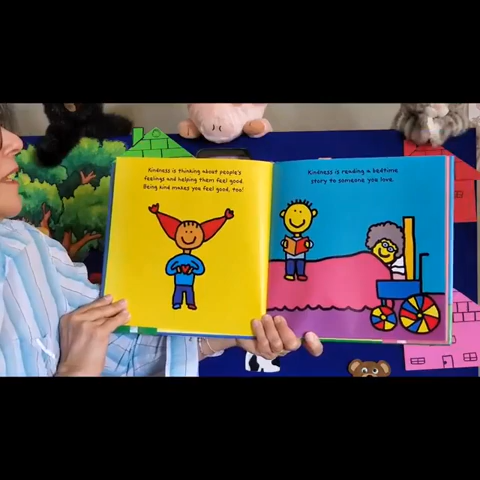 Kindness is thinking about people's
feelings and helping them feel good.
Being kind makes you feel good, too!
Kindness is reading a bedtime
story to someone you love.